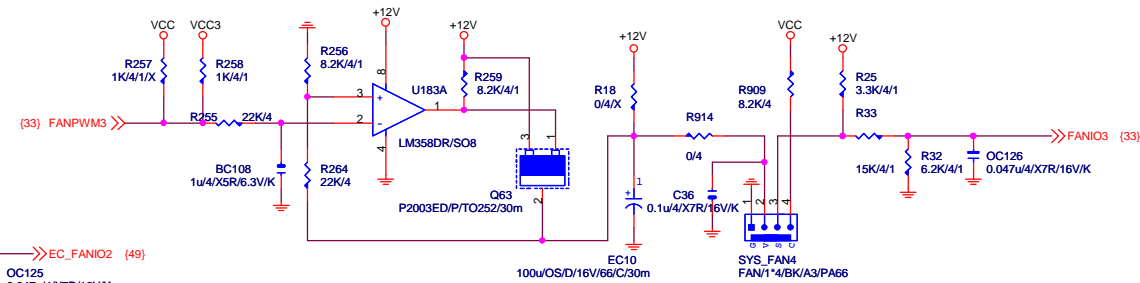 VCC
VCC3
+12V
+12V
+12V
VCC
+12V
R257
1K/4/1/X
R258
1K/4/1
R256
8.2K/4/1
8
R259
8.2K/4/1
R18
0/4/X
R909
8.2K/4
R25
3.3K/4/1
U183A
3
+
1
2
-
4
LM358DR/SO8
{33} FANPWM3
R255
22K/4
R914
0/4
R33
15K/4/1
FANIO3 {33}
BC108
1u/4/X5R/6.3V/K
R264
22K/4
3
1
2
Q63
P2003ED/P/TO252/30m
+
1
EC10
100u/OS/D/16V/66/C/30m
C36
0.1u/4/X7R/16V/K
R32
6.2K/4/1
OC126
0.047u/4/X7R/16V/K
1
2
3
4
G
V
S
C
SYS_FAN4
FAN/1*4/BK/A3/PA66
EC_FANIO2 {49}
OC125